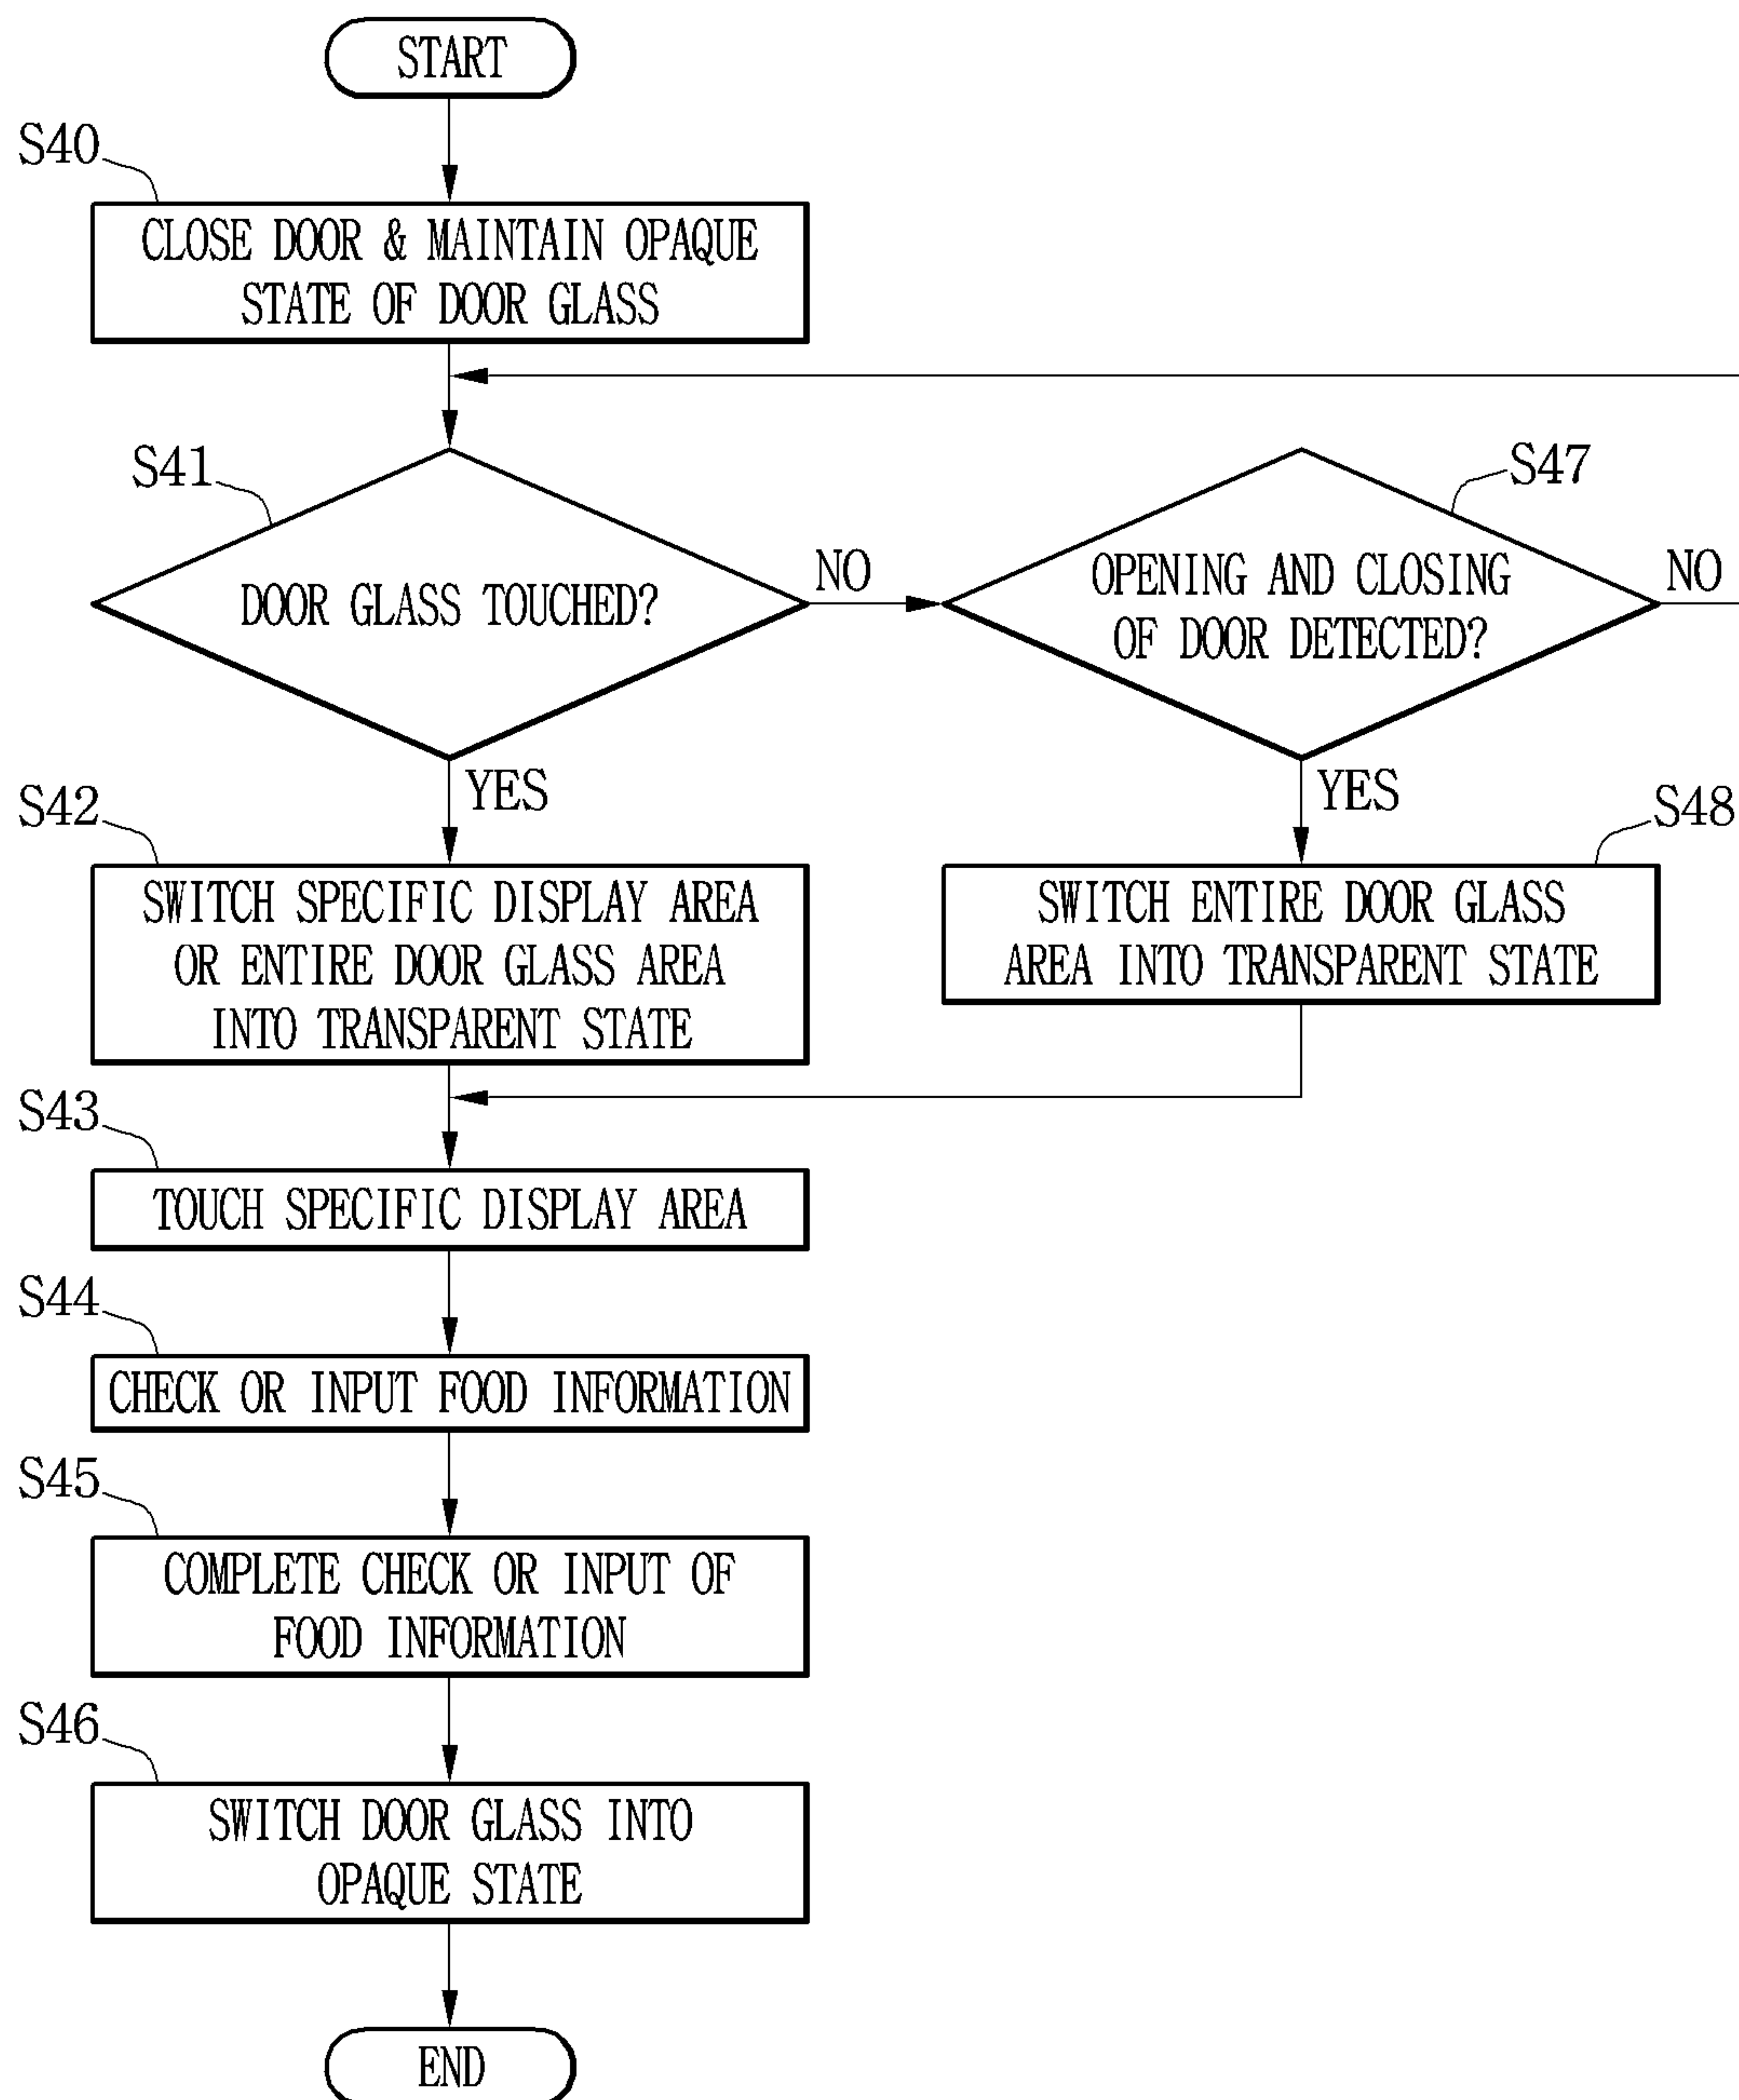 START
S40
CLOSE DOOR & MAINTAIN OPAQUE
STATE OF DOOR GLASS
S41
DOOR GLASS TOUCHED?
NO
S47
OPENING AND CLOSING
OF DOOR DETECTED?
NO
YES
YES
S42
SWITCH SPECIFIC DISPLAY AREA
OR ENTIRE DOOR GLASS AREA
INTO TRANSPARENT STATE
S48
SWITCH ENTIRE DOOR GLASS
AREA INTO TRANSPARENT STATE
S43
TOUCH SPECIFIC DISPLAY AREA
S44
CHECK OR INPUT FOOD INFORMATION
S45
COMPLETE CHECK OR INPUT OF
FOOD INFORMATION
S46
SWITCH DOOR GLASS INTO
OPAQUE STATE
END